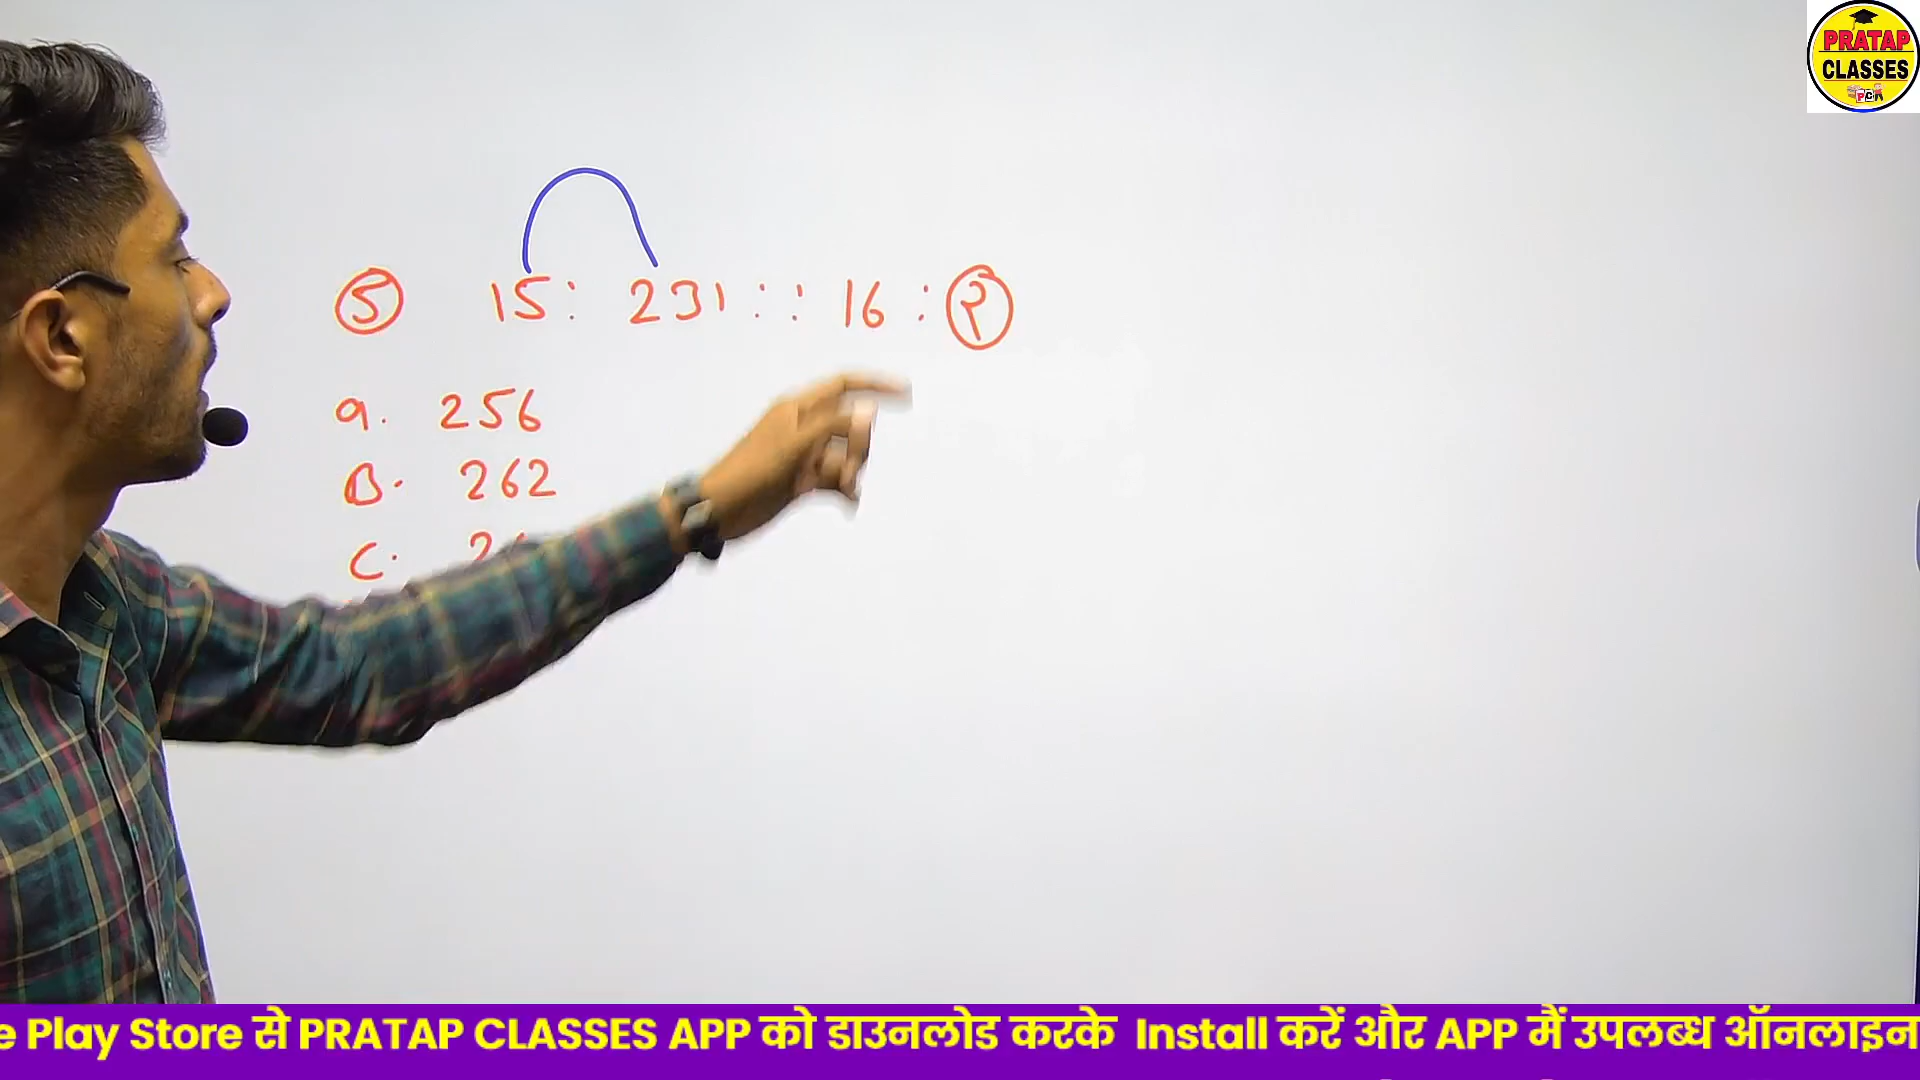 PRATAP
CLASSES
5 15 : 231 :: 16 : ?
a. 256
B. 262
C. 26
e Play Store से PRATAP CLASSES APP को डाउनलोड करके Install करें और APP मैं उपलब्ध ऑनलाइन